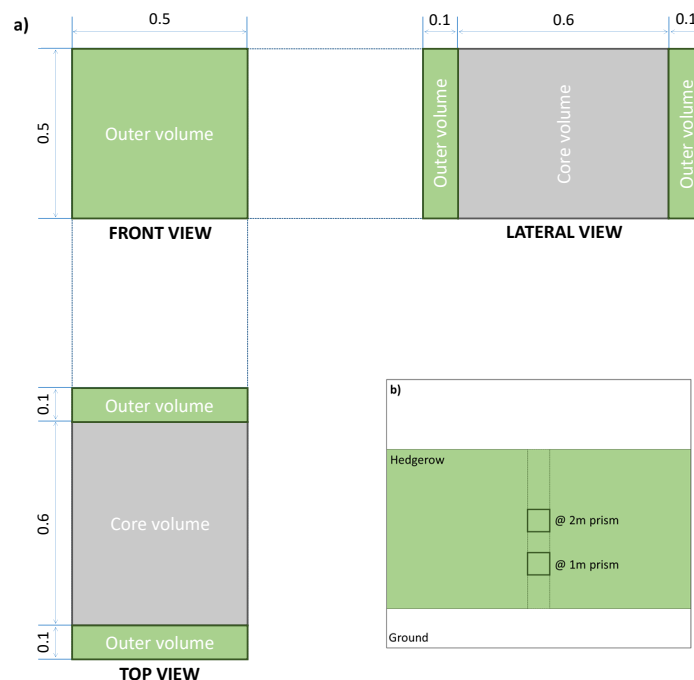 a)
0.5
0.1
0.6
0.1
0.5
Outer volume
Outer volume
Core volume
Outer volume
FRONT VIEW
LATERAL VIEW
0.1
Outer volume
0.6
Core volume
0.1
Outer volume
TOP VIEW
b)
Hedgerow
@ 2m prism
@ 1m prism
Ground